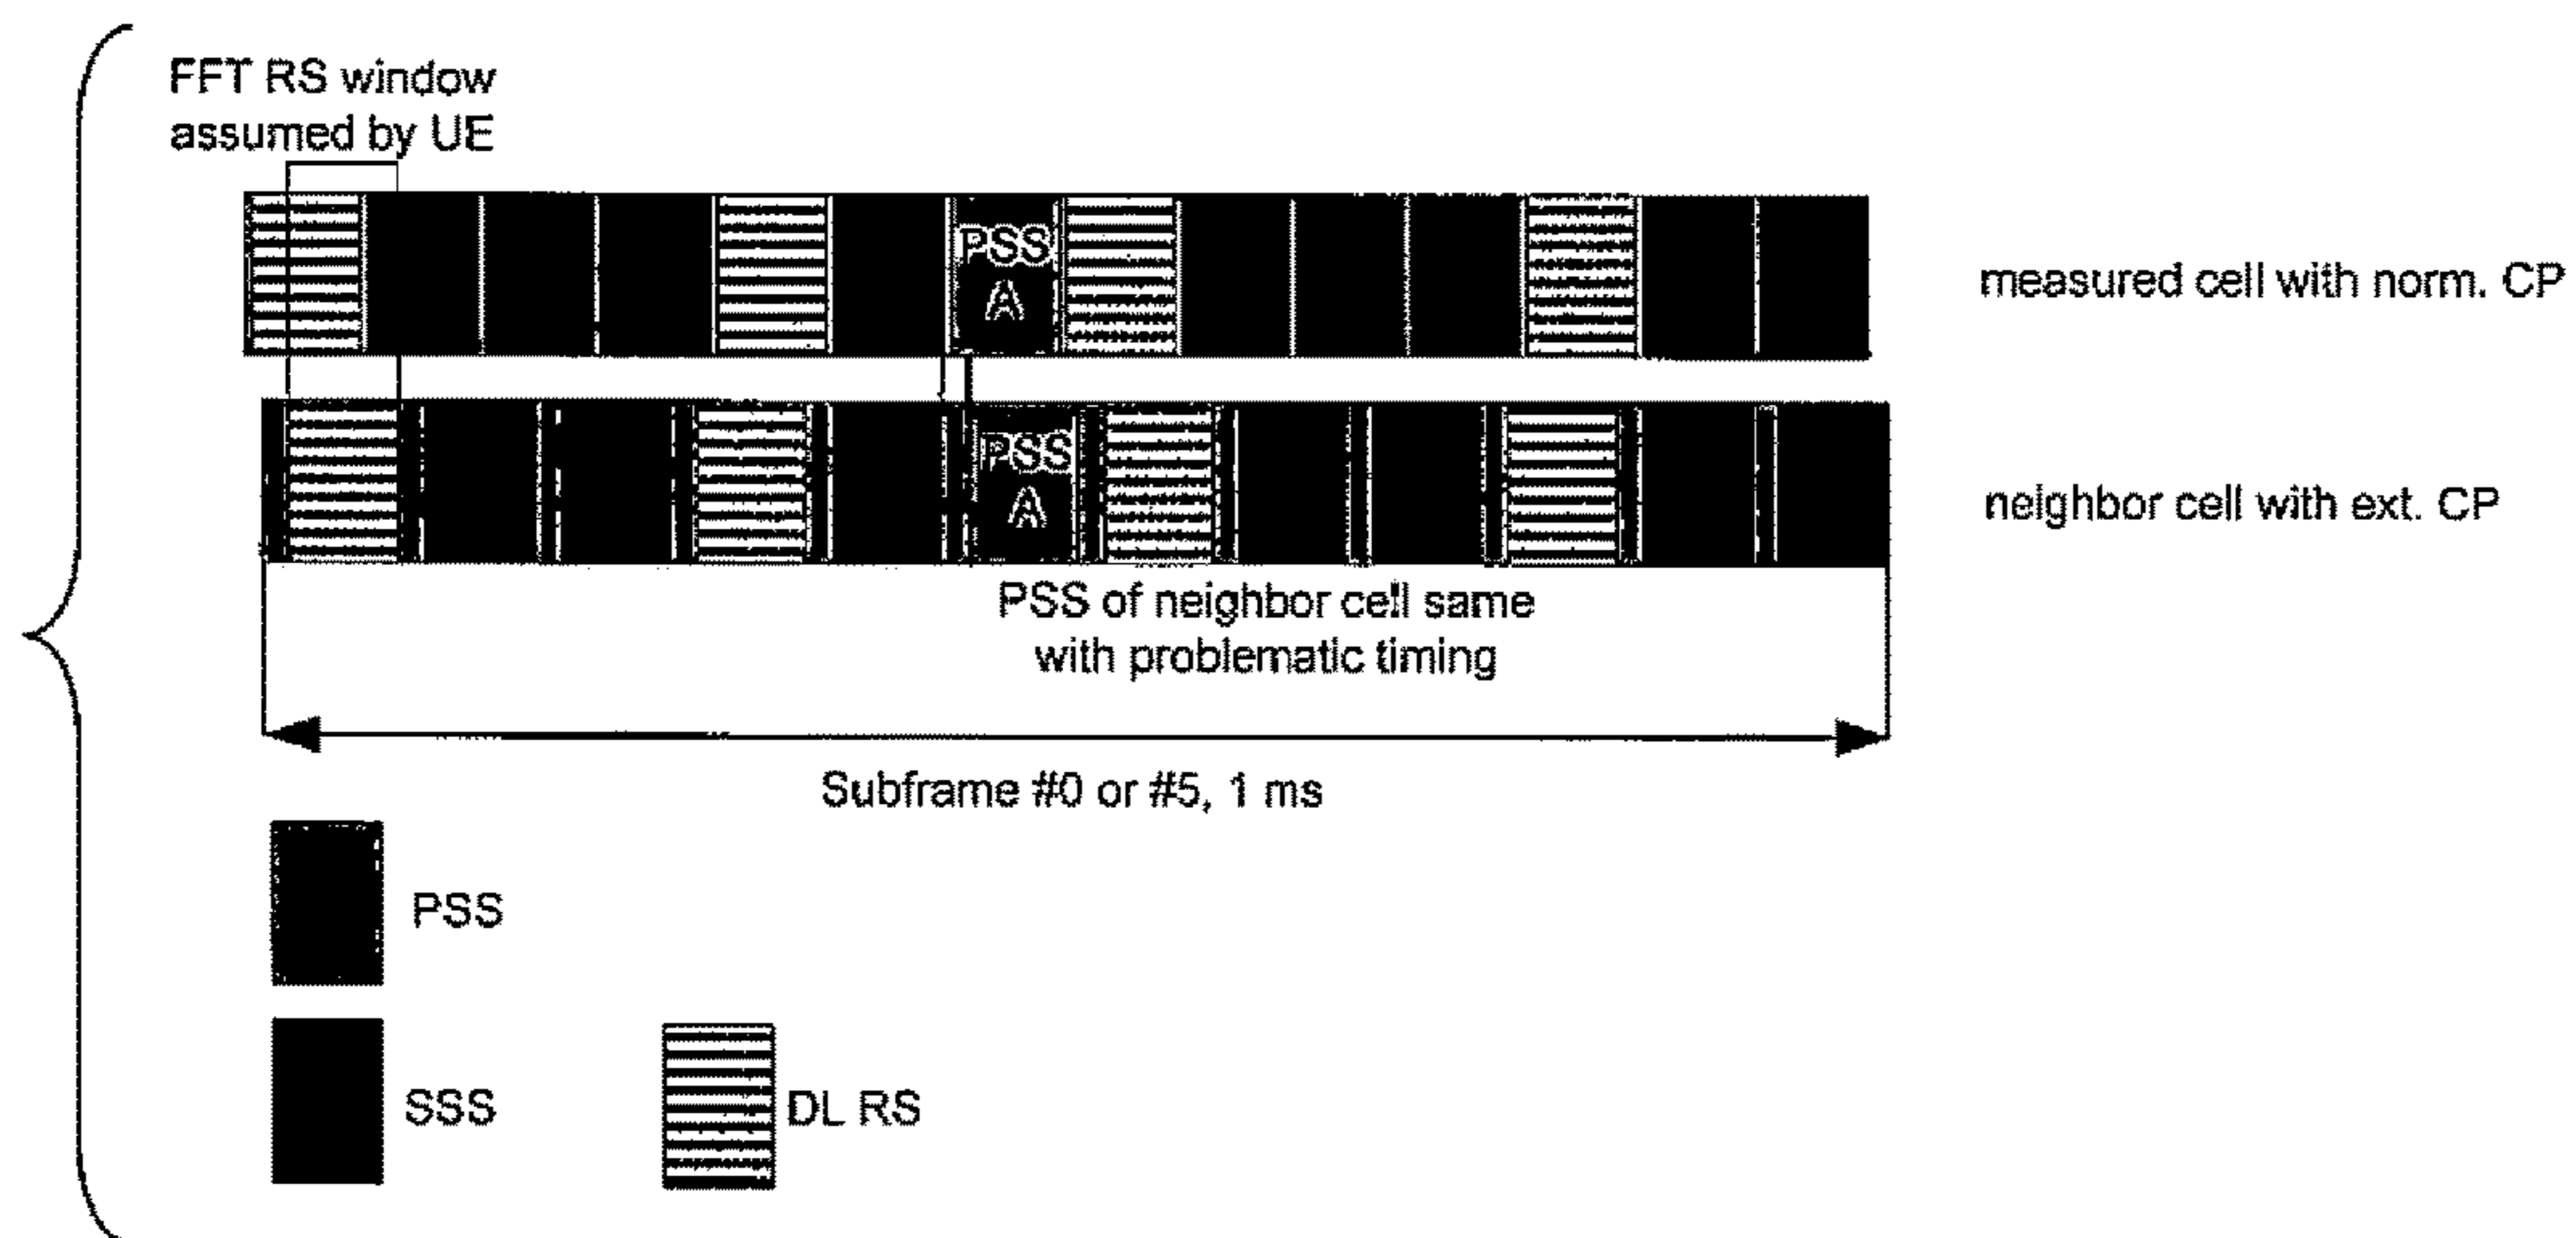 FFT RS window
assumed by UE
PSS
A
measured cell with norm. CP
PSS
A
neighbor cell with ext. CP
PSS of neighbor cell same
with problematic timing
Subframe #0 or #5, 1 ms
PSS
SSS
DL RS